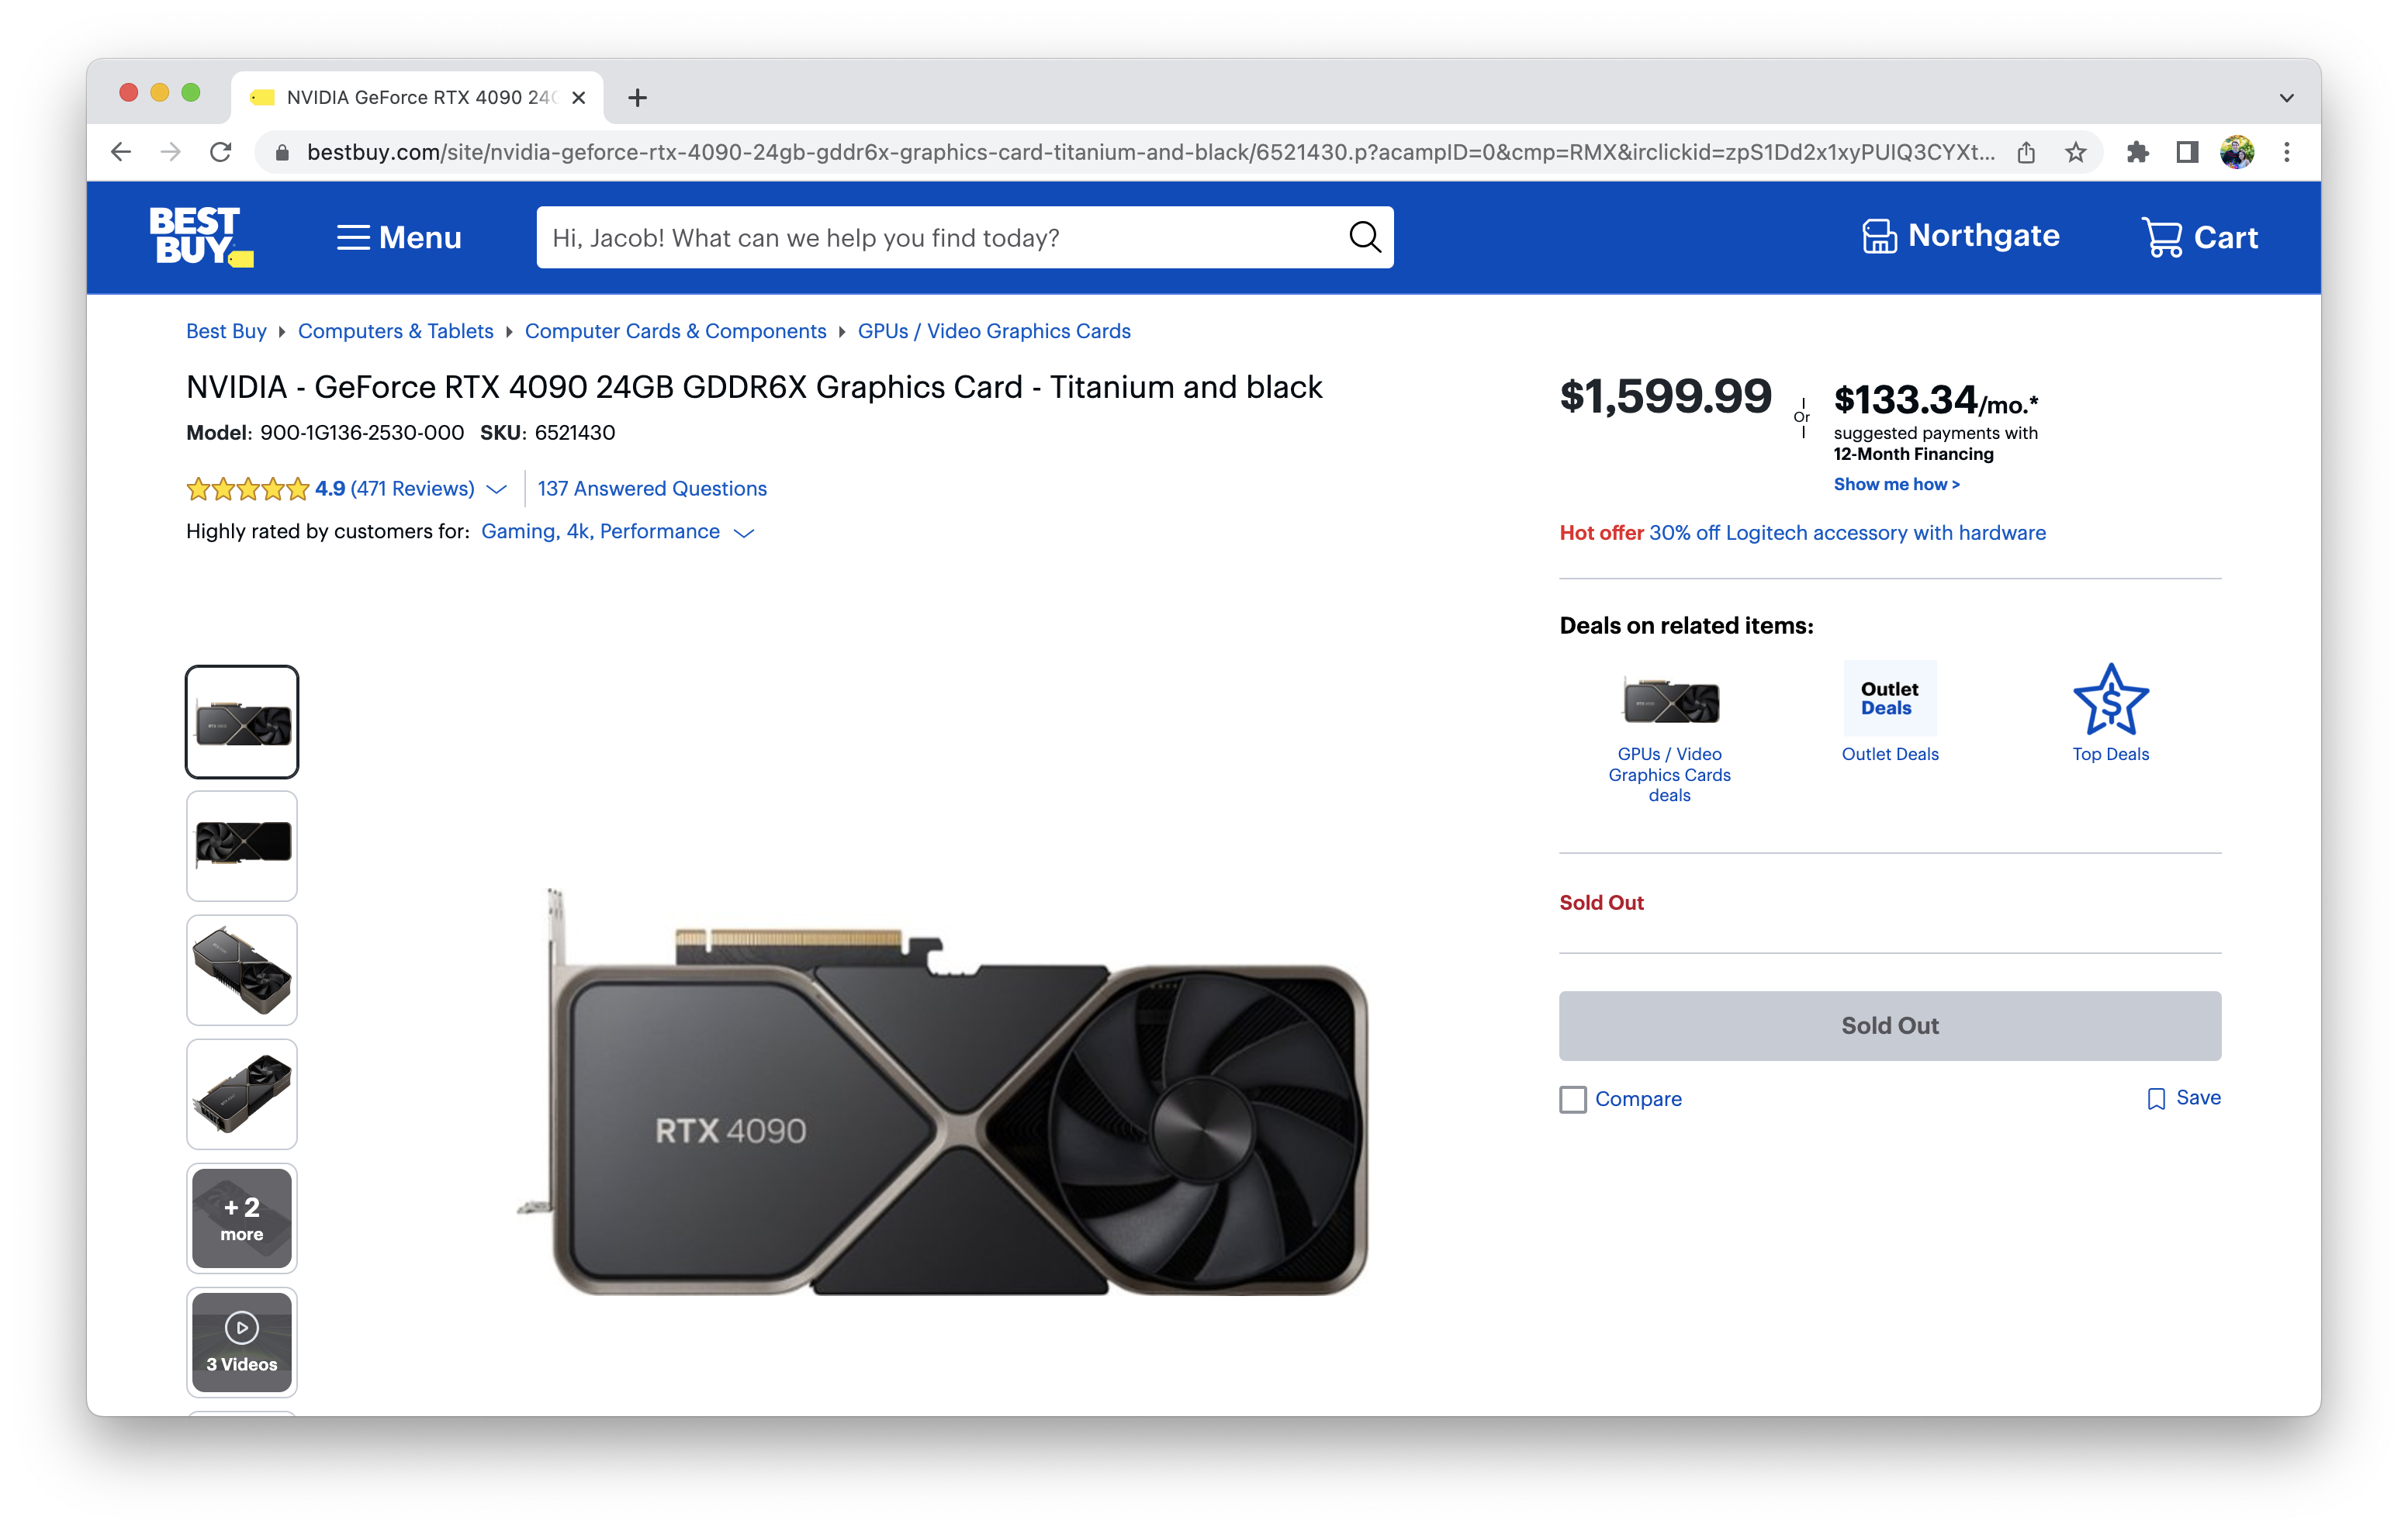 NVIDIA GeForce RTX 4090 24G
bestbuy.com/site/nvidia-geforce-rtx-4090-24gb-gddr6x-graphics-card-titanium-and-black/6521430.p?acampID=0&cmp=RMX&irclickid=zpS1Dd2x1xyPUIQ3CYXt...
BEST
BUY
Menu
Hi, Jacob! What can we help you find today?
Northgate
Cart
Best Buy
Computers & Tablets
Computer Cards & Components
GPUs / Video Graphics Cards
NVIDIA - GeForce RTX 4090 24GB GDDR6X Graphics Card - Titanium and black
Model: 900-1G136-2530-000 SKU: 6521430
4.9 (471 Reviews)
137 Answered Questions
Highly rated by customers for: Gaming, 4k, Performance
+ 2
more
3 Videos
RTX 4090
$1,599.99
Or
$133.34/mo.*
suggested payments with
12-Month Financing
Show me how >
Hot offer 30% off Logitech accessory with hardware
Deals on related items:
GPUs / Video
Graphics Cards
deals
Outlet
Deals
Outlet Deals
$
Top Deals
Sold Out
Sold Out
Compare
Save